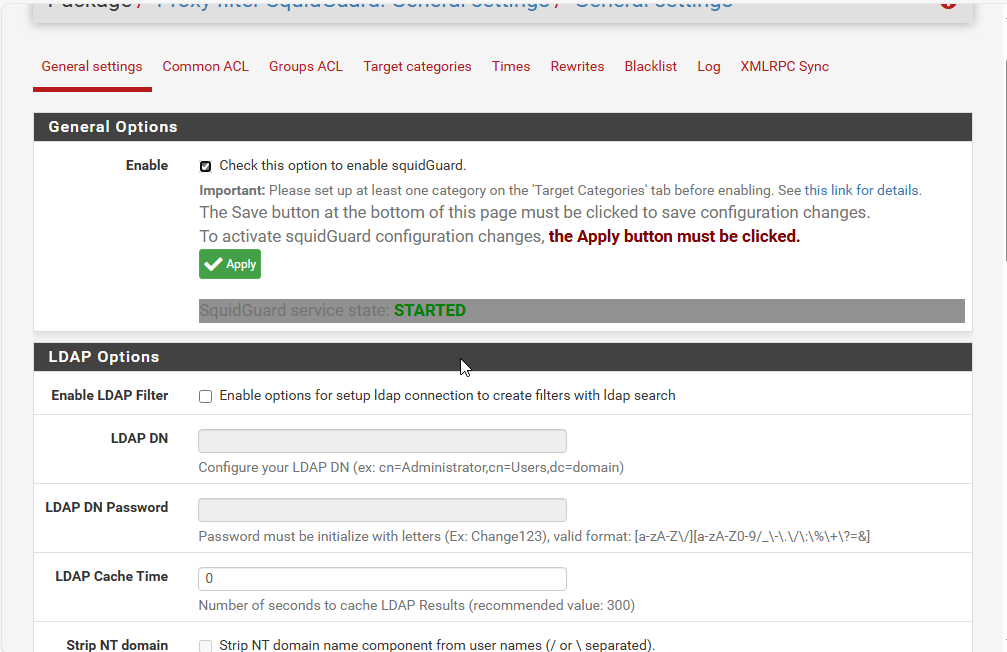 Package / Proxy filter SquidGuard: General settings / General settings
General settings Common ACL Groups ACL Target categories Times Rewrites Blacklist Log XMLRPC Sync
General Options
Enable
Check this option to enable squidGuard.
Important: Please set up at least one category on the 'Target Categories' tab before enabling. See this link for details.
The Save button at the bottom of this page must be clicked to save configuration changes.
To activate squidGuard configuration changes, the Apply button must be clicked.
Apply
SquidGuard service state: STARTED
LDAP Options
Enable LDAP Filter
Enable options for setup ldap connection to create filters with ldap search
LDAP DN
Configure your LDAP DN (ex: cn=Administrator,cn=Users,dc=domain)
LDAP DN Password
Password must be initialize with letters (Ex: Change123), valid format: [a-zA-Z\/][a-zA-Z0-9/_\-\.\/\:\%\+\?=&]
LDAP Cache Time
0
Number of seconds to cache LDAP Results (recommended value: 300)
Strip NT domain
Strip NT domain name component from user names (/ or \ separated).